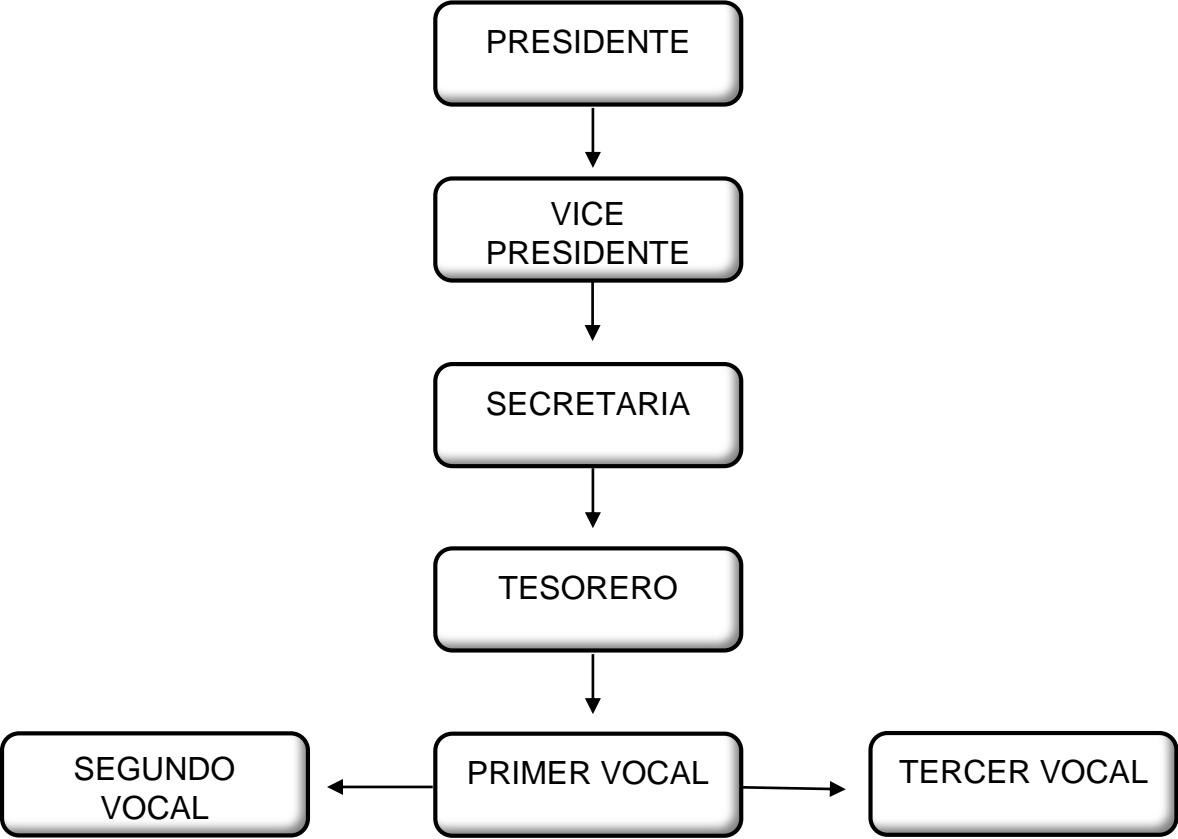 PRESIDENTE
VICE
PRESIDENTE
SECRETARIA
TESORERO
SEGUNDO
VOCAL
PRIMER VOCAL
TERCER VOCAL